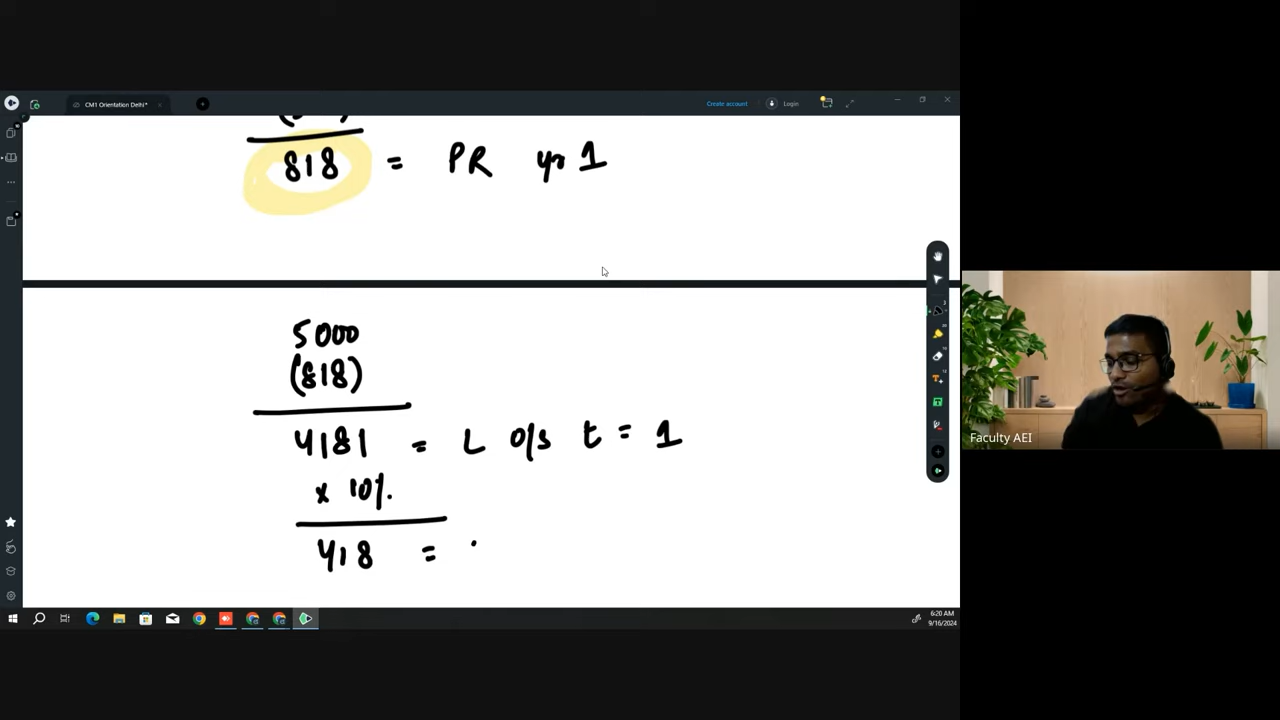 CM1 Orientation Delhi*
Create account
Login
818 = PR yr 1
5000
(818)
4181 = L o/s t = 1
x 10%.
418 =
Faculty AEI
6:20 AM
9/16/2024